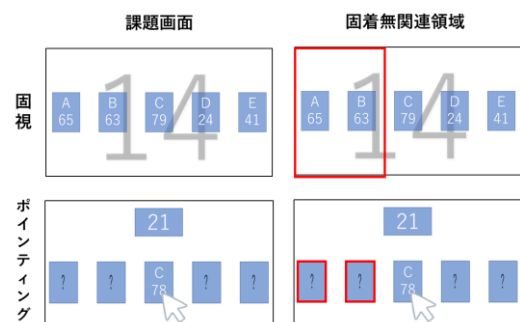 課題画面
固着無関連領域
固視
14
A B C D E
65 63 79 24 41
14
A B C D E
65 63 79 24 41
ポインティング
21
? ? C ? ?
78
21
? ? C ? ?
78